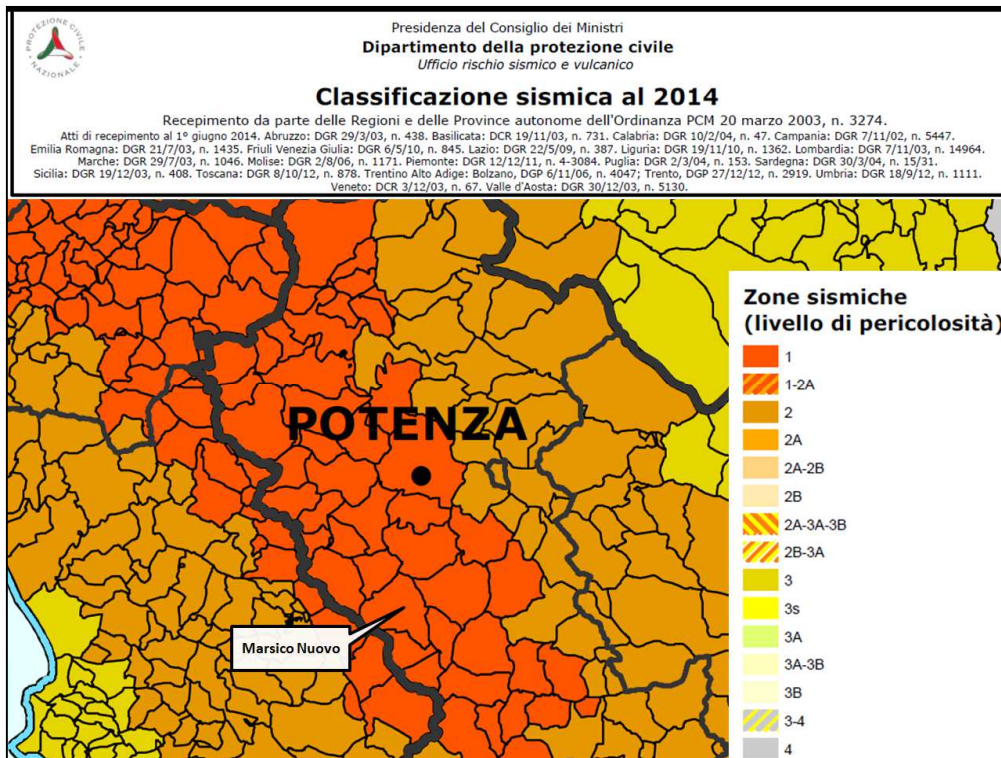 PROTEZIONE CIVILE
NAZIONALE
Presidenza del Consiglio dei Ministri
Dipartimento della protezione civile
Ufficio rischio sismico e vulcanico
Classificazione sismica al 2014
Recepimento da parte delle Regioni e delle Province autonome dell'Ordinanza PCM 20 marzo 2003, n. 3274.
Atti di recepimento al 1° giugno 2014. Abruzzo: DGR 29/3/03, n. 438. Basilicata: DCR 19/11/03, n. 731. Calabria: DGR 10/2/04, n. 47. Campania: DGR 7/11/02, n. 5447.
Emilia Romagna: DGR 21/7/03, n. 1435. Friuli Venezia Giulia: DGR 6/5/10, n. 845. Lazio: DGR 22/5/09, n. 387. Liguria: DGR 19/11/10, n. 1362. Lombardia: DGR 7/11/03, n. 14964.
Marche: DGR 29/7/03, n. 1046. Molise: DGR 2/8/06, n. 1171. Piemonte: DGR 12/12/11, n. 4-3084. Puglia: DGR 2/3/04, n. 153. Sardegna: DGR 30/3/04, n. 15/31.
Sicilia: DGR 19/12/03, n. 408. Toscana: DGR 8/10/12, n. 878. Trentino Alto Adige: Bolzano, DGP 6/11/06, n. 4047; Trento, DGP 27/12/12, n. 2919. Umbria: DGR 18/9/12, n. 1111.
Veneto: DCR 3/12/03, n. 67. Valle d'Aosta: DGR 30/12/03, n. 5130.
POTENZA
Marsico Nuovo
Zone sismiche
(livello di pericolosità)
1
1-2A
2
2A
2A-2B
2B
2A-3A-3B
2B-3A
3
3s
3A
3A-3B
3B
3-4
4